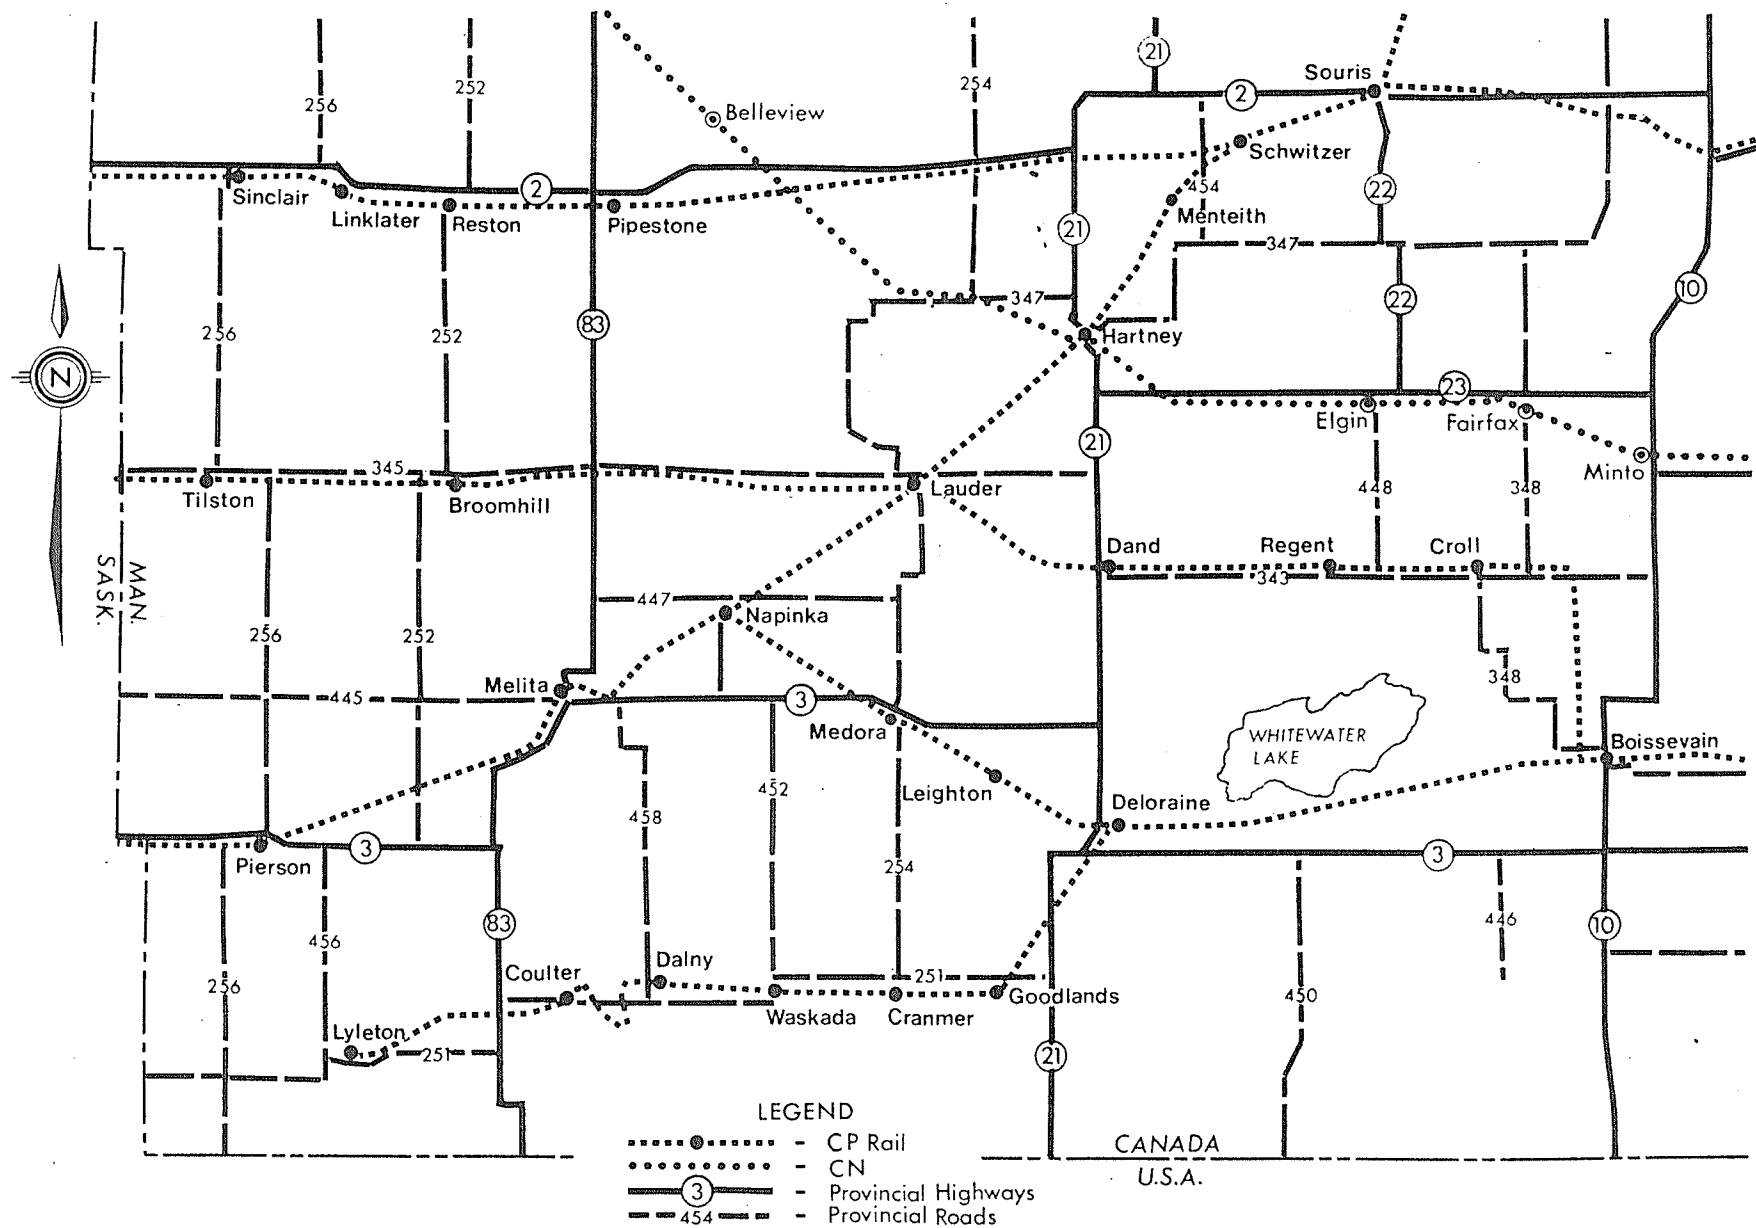 21
Souris
252
254
2
256
Belleview
Schwitzer
Sinclair
2
454
22
Linklater
Reston
Pipestone
Menteith
21
347
10
347
22
256
252
83
Hartney
N
23
Elgin
Fairfax
21
345
Minto
Tilston
Broomhill
Lauder
448
348
Dand
Regent
Croll
343
MAN.
SASK.
447
Napinka
256
252
348
Melita
445
3
Medora
WHITEWATER
LAKE
Boissevain
452
Leighton
Deloraine
458
3
3
Pierson
254
83
446
10
456
Coulter
Dalny
251
256
Goodlands
450
Waskada
Cranmer
Lyleton
251
21
LEGEND
CP Rail
CANADA
CN
U.S.A.
3 - Provincial Highways
454 - Provincial Roads